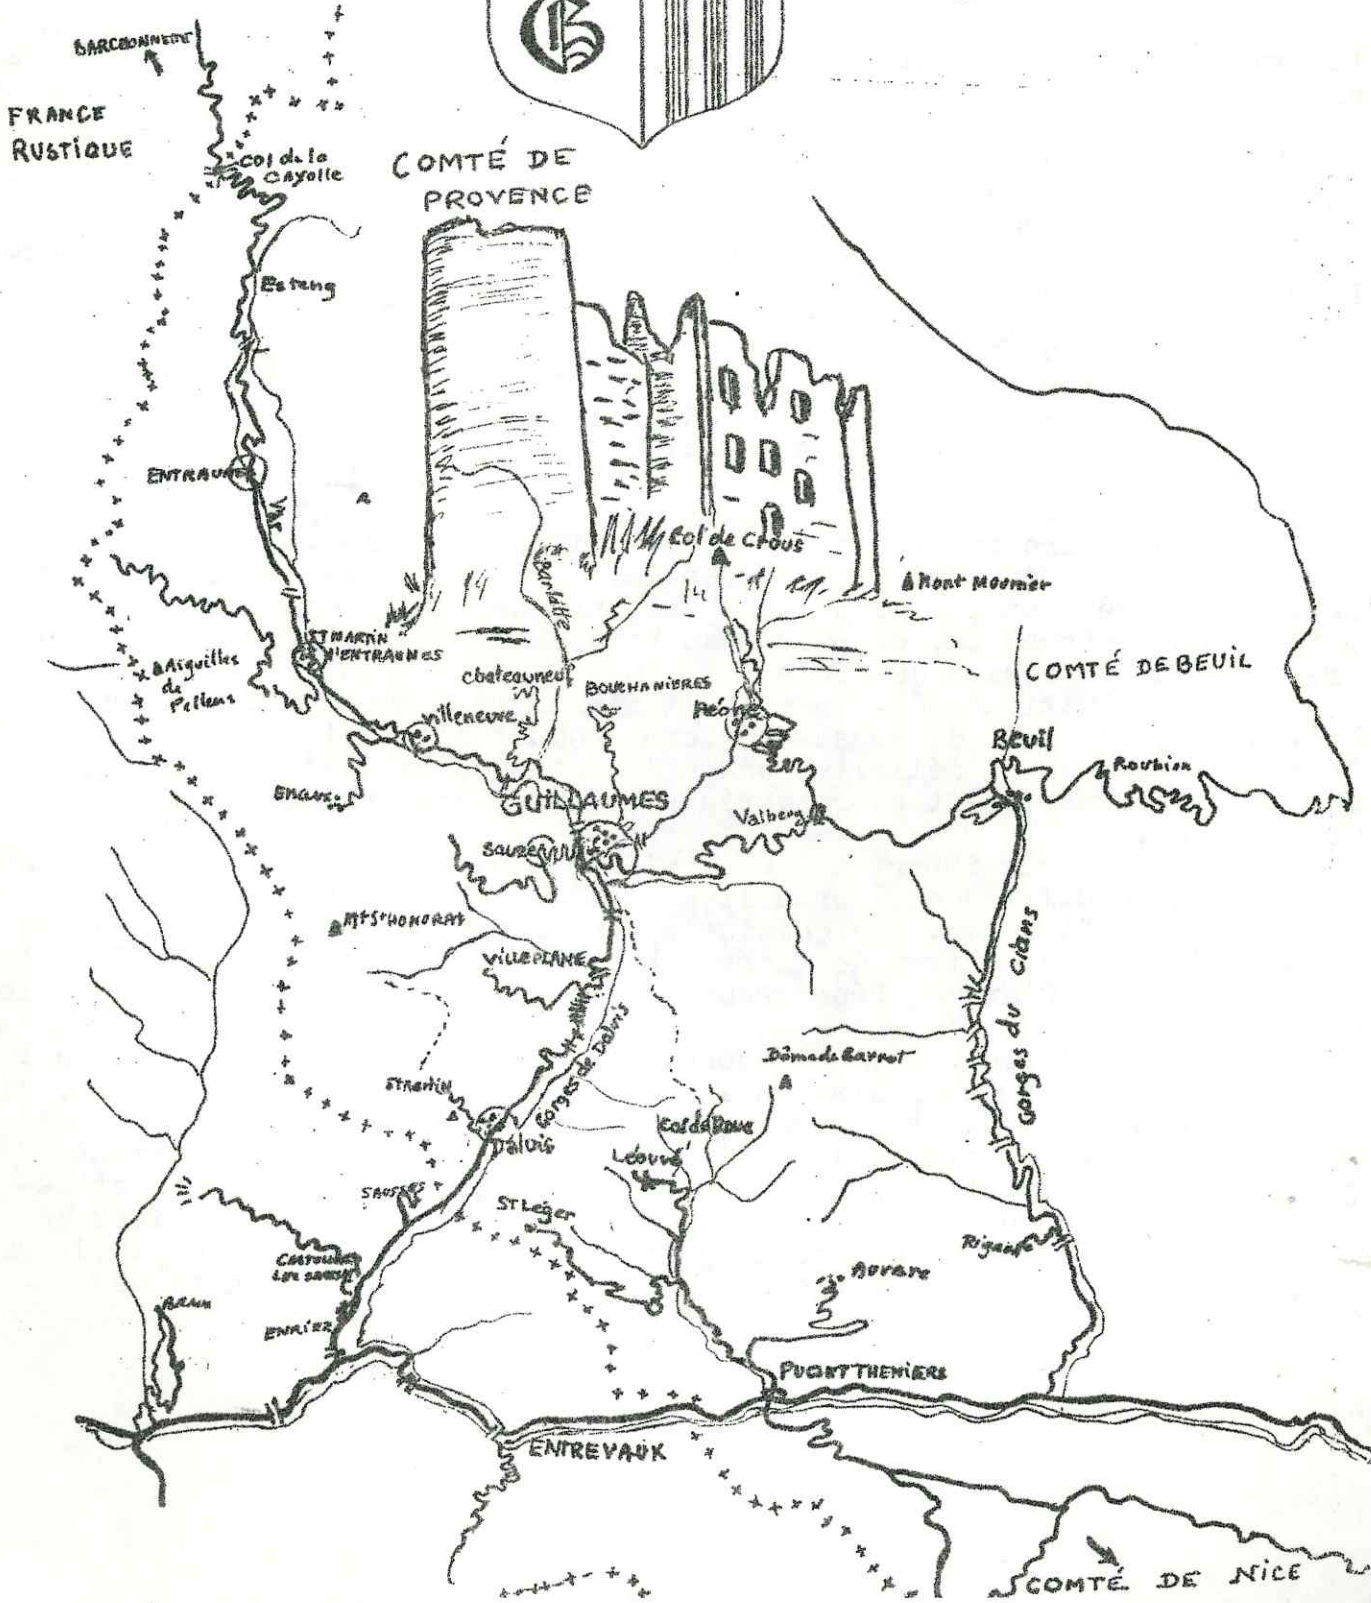 G
BARCELONNETTE
FRANCE
RUSTIQUE
Col de la
Cayolle
COMTÉ DE
PROVENCE
Esteng
ENTRAUNES
Var
Barlatte
Col de Crous
Mont Mounier
ST MARTIN
D'ENTRAUNES
Aiguilles
de
Pelens
COMTÉ DE BEUIL
Chateauneuf
BOUCHANIÈRES
Péone
Villeneuve
Beuil
Roubion
GUILLAUMES
Valberg
SAUZE
Mt St HONORAT
VILLEPLANE
Gorges de Daluis
Gorges du Cians
Dôme de Barrot
St Martin
Col de Roua
Daluis
Léouvé
SAUSSES
St Léger
Rigaud
Auvare
ENRIEZ
PUGET THENIERS
ENTREVAUX
COMTÉ DE NICE